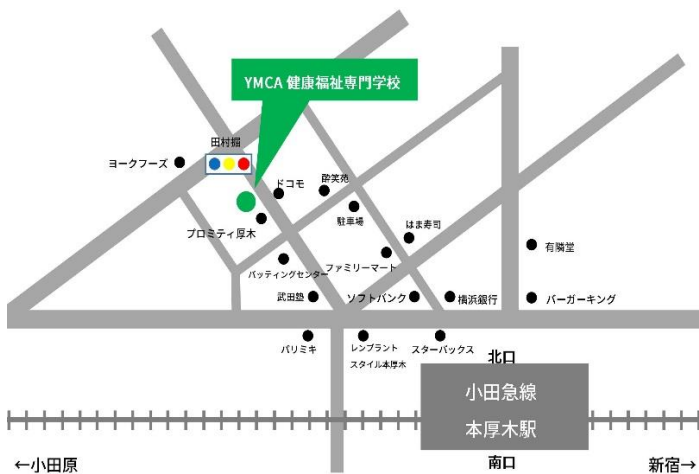 YMCA 健康福祉専門学校
田村堀
ヨークフーズ
ドコモ
酔笑苑
プロミティ厚木
駐車場
はま寿司
有隣堂
バッティングセンター
ファミリーマート
武田塾
ソフトバンク
横浜銀行
バーガーキング
パリミキ
レンブラント
スタイル本厚木
スターバックス
北口
小田急線
本厚木駅
南口
←小田原
新宿→